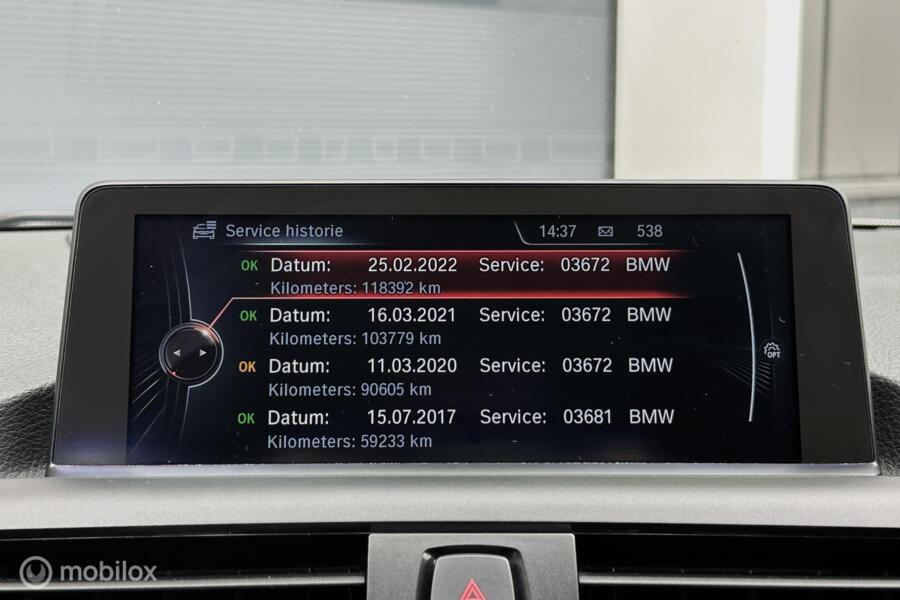 Service historie
14:37 538
OK Datum: 25.02.2022 Service: 03672 BMW
Kilometers: 118392 km
OK Datum: 16.03.2021 Service: 03672 BMW
Kilometers: 103779 km
OK Datum: 11.03.2020 Service: 03672 BMW
Kilometers: 90605 km
OK Datum: 15.07.2017 Service: 03681 BMW
Kilometers: 59233 km
OPT
mobilox